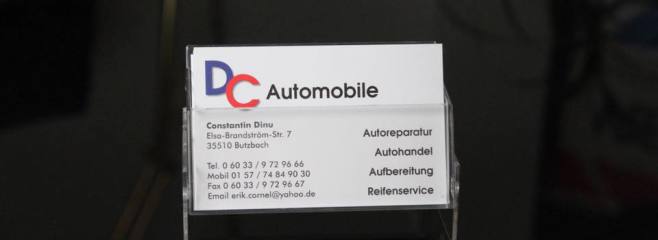 DC Automobile
Constantin Dinu
Elsa-Brandström-Str. 7
35510 Butzbach
Tel. 0 60 33 / 9 72 96 66
Mobil 01 57 / 74 84 90 30
Fax 0 60 33 / 9 72 96 67
Email erik.cornel@yahoo.de
Autoreparatur
Autohandel
Aufbereitung
Reifenservice